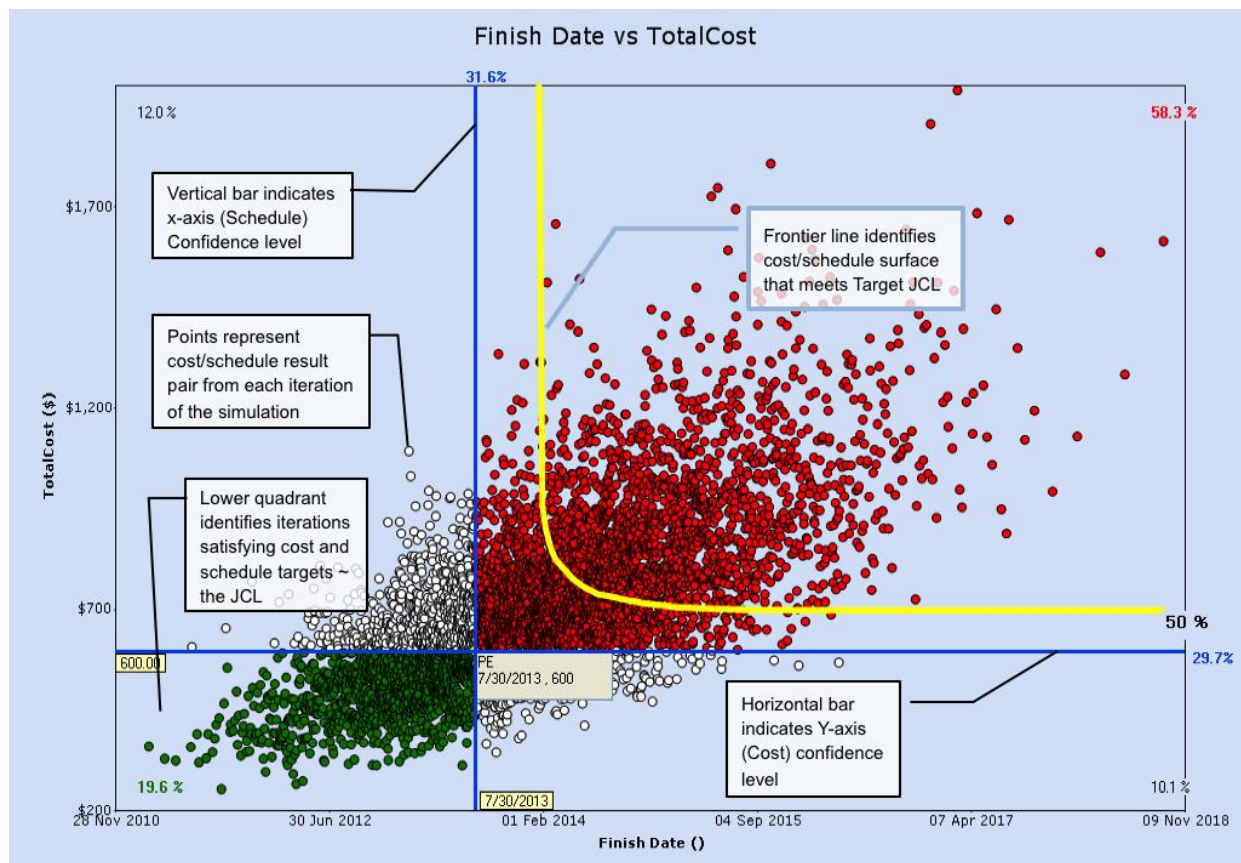 Finish Date vs TotalCost
31.6%
12.0 %
58.3 %
Vertical bar indicates
x-axis (Schedule)
Confidence level
$1,700
Frontier line identifies
cost/schedule surface
that meets Target JCL
Points represent
cost/schedule result
pair from each iteration
of the simulation
$1,200
TotalCost ($)
Lower quadrant
identifies iterations
satisfying cost and
schedule targets ~
the JCL
$700
50 %
600.00
29.7%
PE
7/30/2013 , 600
Horizontal bar
indicates Y-axis
(Cost) confidence
level
19.6 %
10.1 %
7/30/2013
$200
28 Nov 2010
30 Jun 2012
01 Feb 2014
04 Sep 2015
07 Apr 2017
09 Nov 2018
Finish Date ()